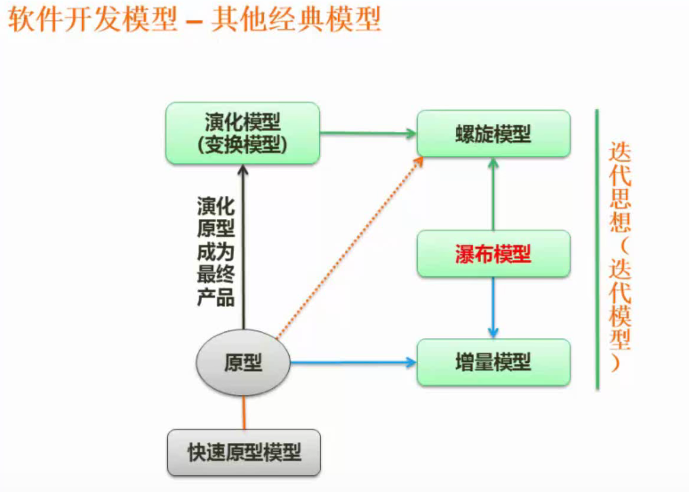 软件开发模型 – 其他经典模型
演化模型
(变换模型)
螺旋模型
演化
原型
成为
最终
产品
瀑布模型
原型
增量模型
快速原型模型
迭代思想（迭代模型）